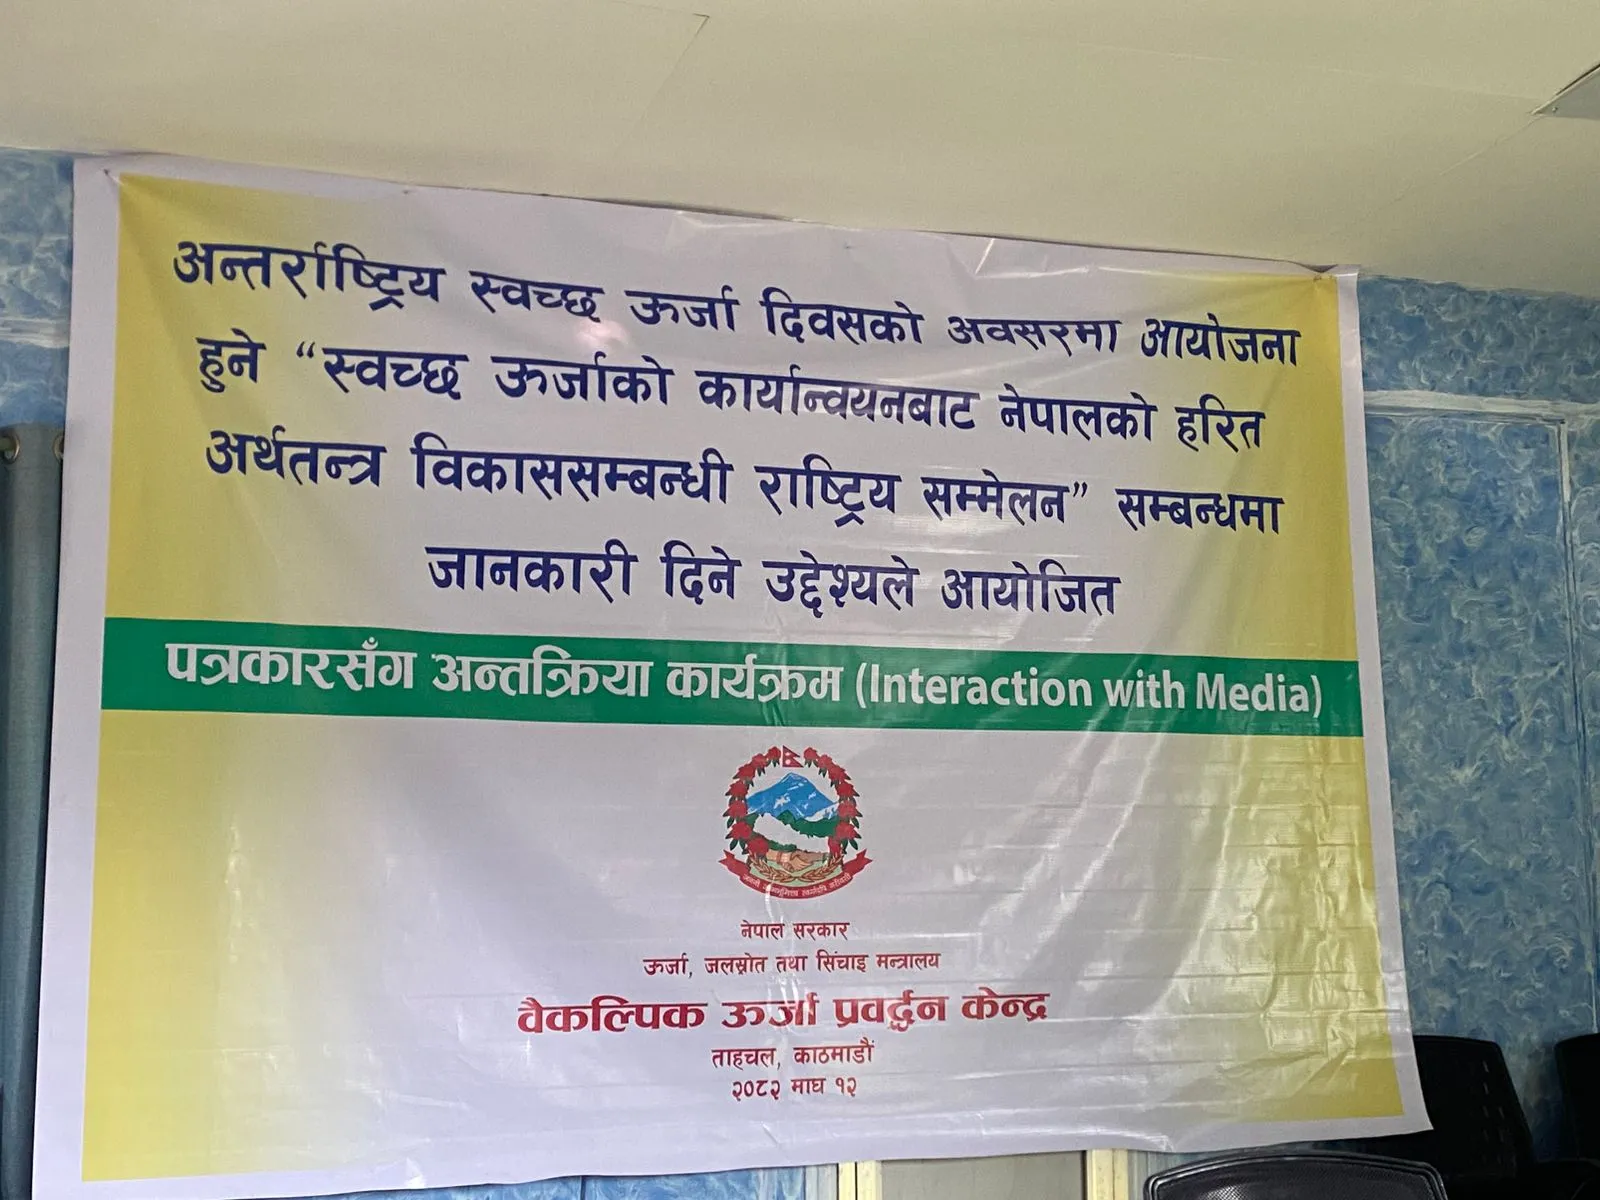 अन्तर्राष्ट्रिय स्वच्छ ऊर्जा दिवसको अवसरमा आयोजना
हुने “स्वच्छ ऊर्जाको कार्यान्वयनबाट नेपालको हरित
अर्थतन्त्र विकाससम्बन्धी राष्ट्रिय सम्मेलन” सम्बन्धमा
जानकारी दिने उद्देश्यले आयोजित
पत्रकारसँग अन्तक्रिया कार्यक्रम (Interaction with Media)
नेपाल सरकार
ऊर्जा, जलस्रोत तथा सिंचाइ मन्त्रालय
वैकल्पिक ऊर्जा प्रवर्द्धन केन्द्र
ताहचल, काठमाडौं
२०८२ माघ १२